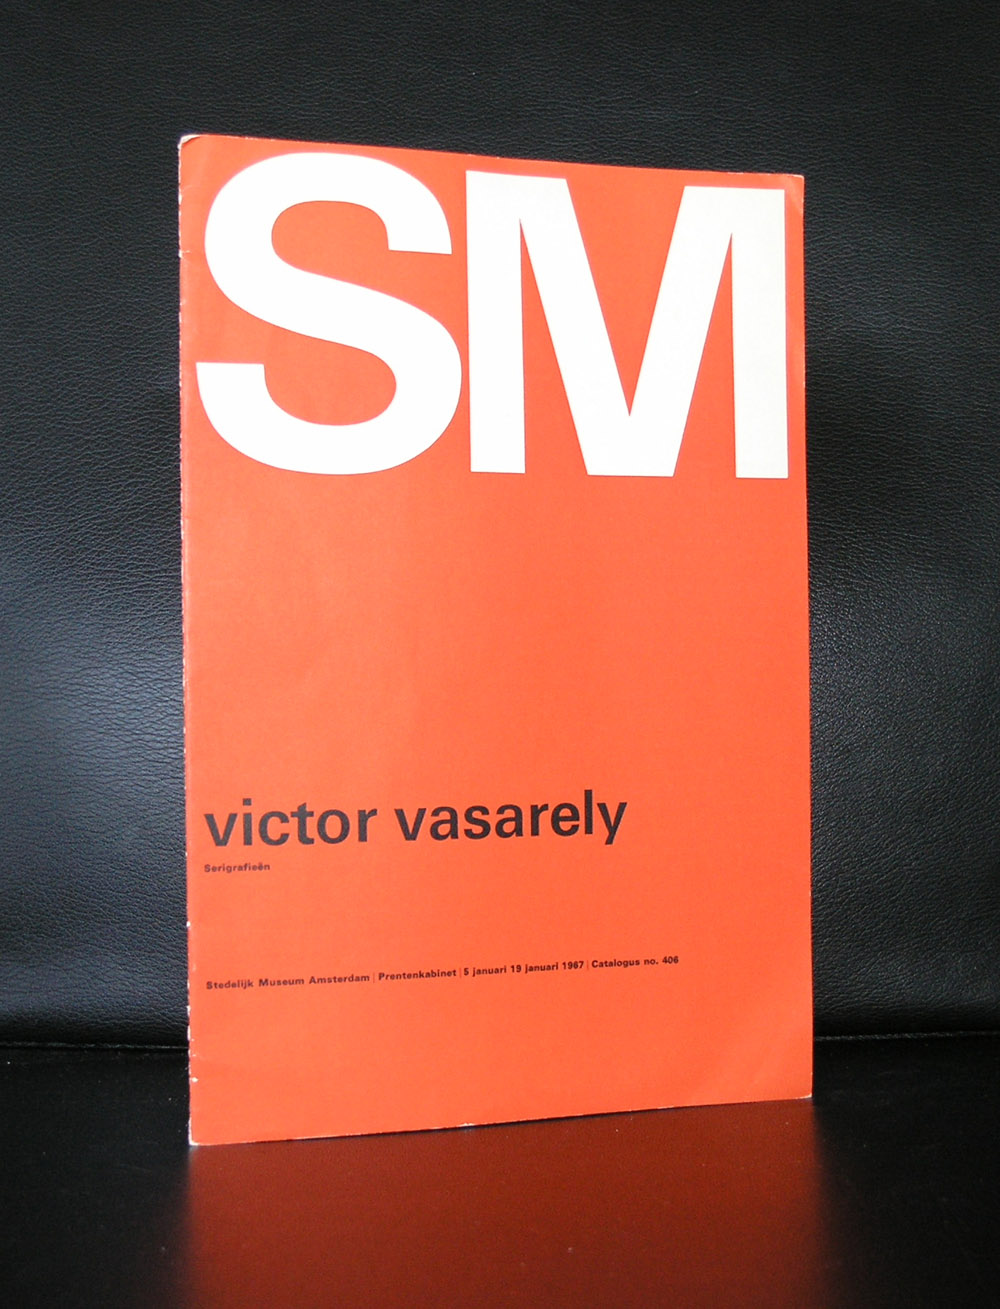 SM
victor vasarely
Serigrafieën
Stedelijk Museum Amsterdam | Prentenkabinet | 5 januari 19 januari 1967 | Catalogus no. 406